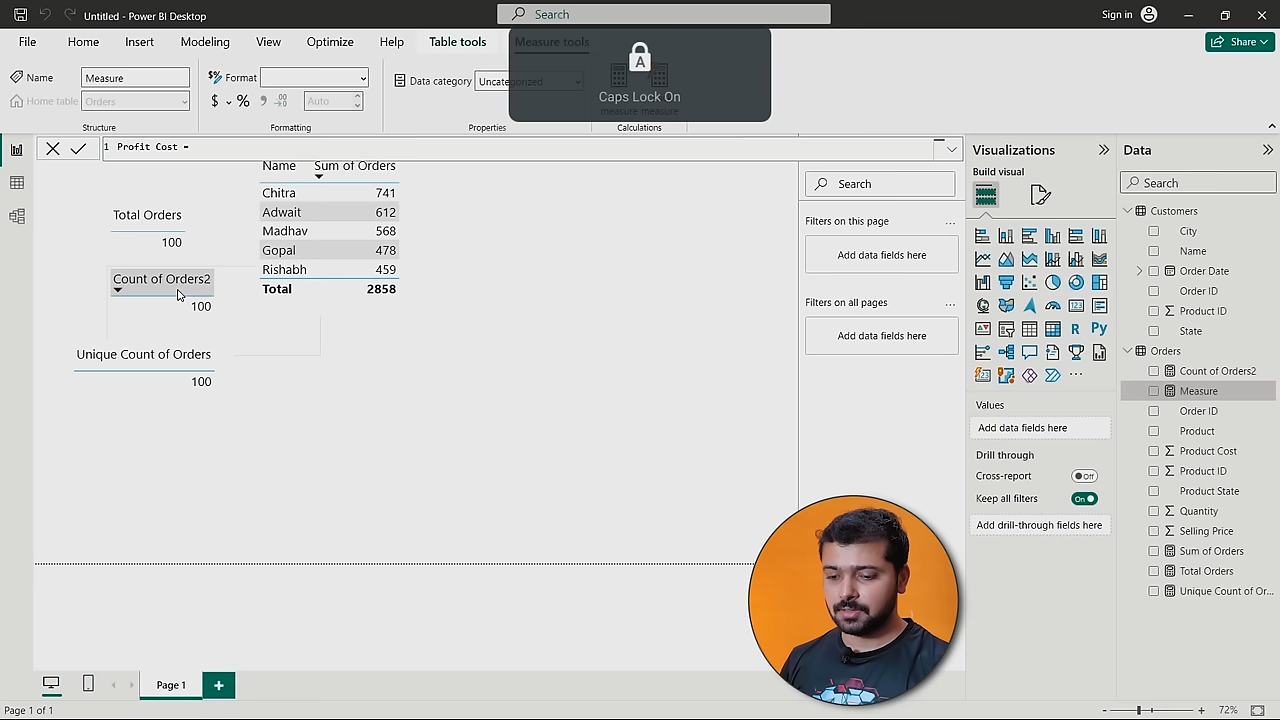 Untitled - Power BI Desktop
Search
Sign in
File
Home
Insert
Modeling
View
Optimize
Help
Table tools
Measure tools
Share
Name
Measure
Home table
Orders
Structure
Format
$
%
Auto
Formatting
Data category
Uncategorized
Properties
A
Caps Lock On
measure measure
Calculations
1 Profit Cost =
Total Orders
100
Count of Orders2
100
Unique Count of Orders
100
Name Sum of Orders
Chitra 741
Adwait 612
Madhav 568
Gopal 478
Rishabh 459
Total 2858
Search
Filters on this page
...
Add data fields here
Filters on all pages
...
Add data fields here
Visualizations
Build visual
R
Py
123
...
Values
Add data fields here
Drill through
Cross-report
Off
Keep all filters
On
Add drill-through fields here
Data
Search
Customers
City
Name
Order Date
Order ID
Σ Product ID
State
Orders
Count of Orders2
Measure
Order ID
Product
Σ Product Cost
Σ Product ID
Product State
Σ Quantity
Σ Selling Price
Sum of Orders
Total Orders
Unique Count of Or...
Page 1
+
Page 1 of 1
- + 72%